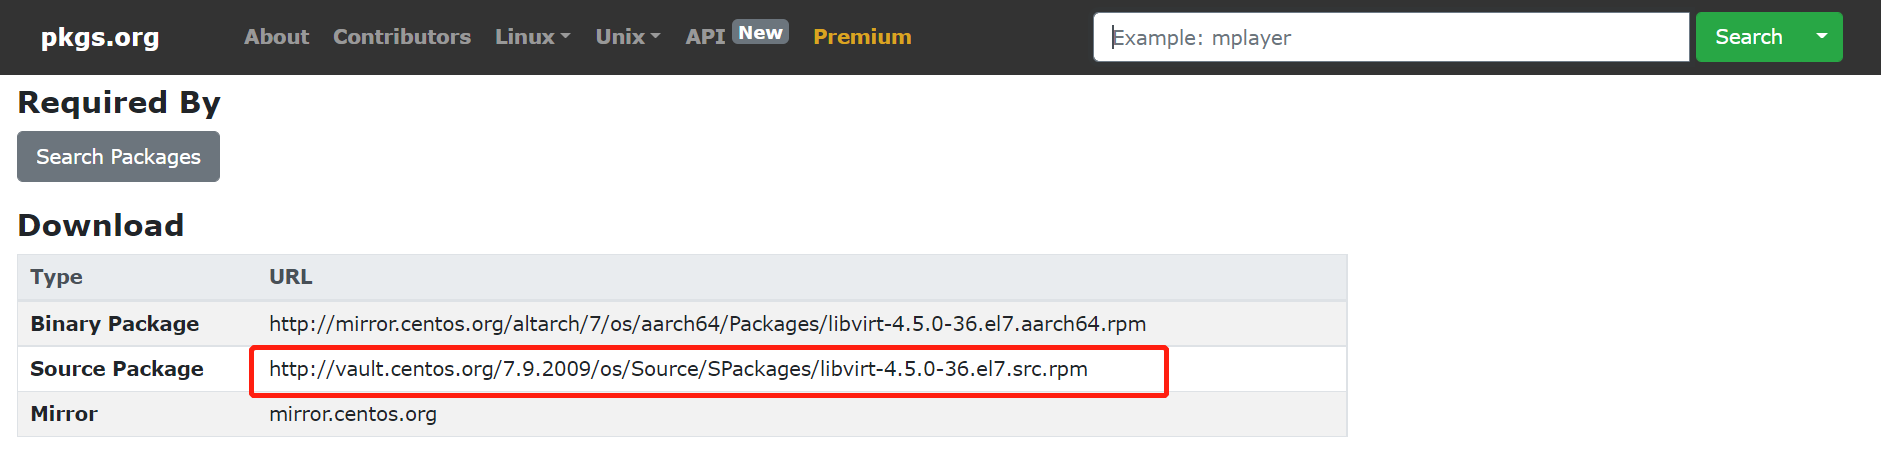 pkgs.org About Contributors Linux Unix API New Premium Example: mplayer Search
Required By
Search Packages
Download
Type URL
Binary Package http://mirror.centos.org/altarch/7/os/aarch64/Packages/libvirt-4.5.0-36.el7.aarch64.rpm
Source Package http://vault.centos.org/7.9.2009/os/Source/SPackages/libvirt-4.5.0-36.el7.src.rpm
Mirror mirror.centos.org